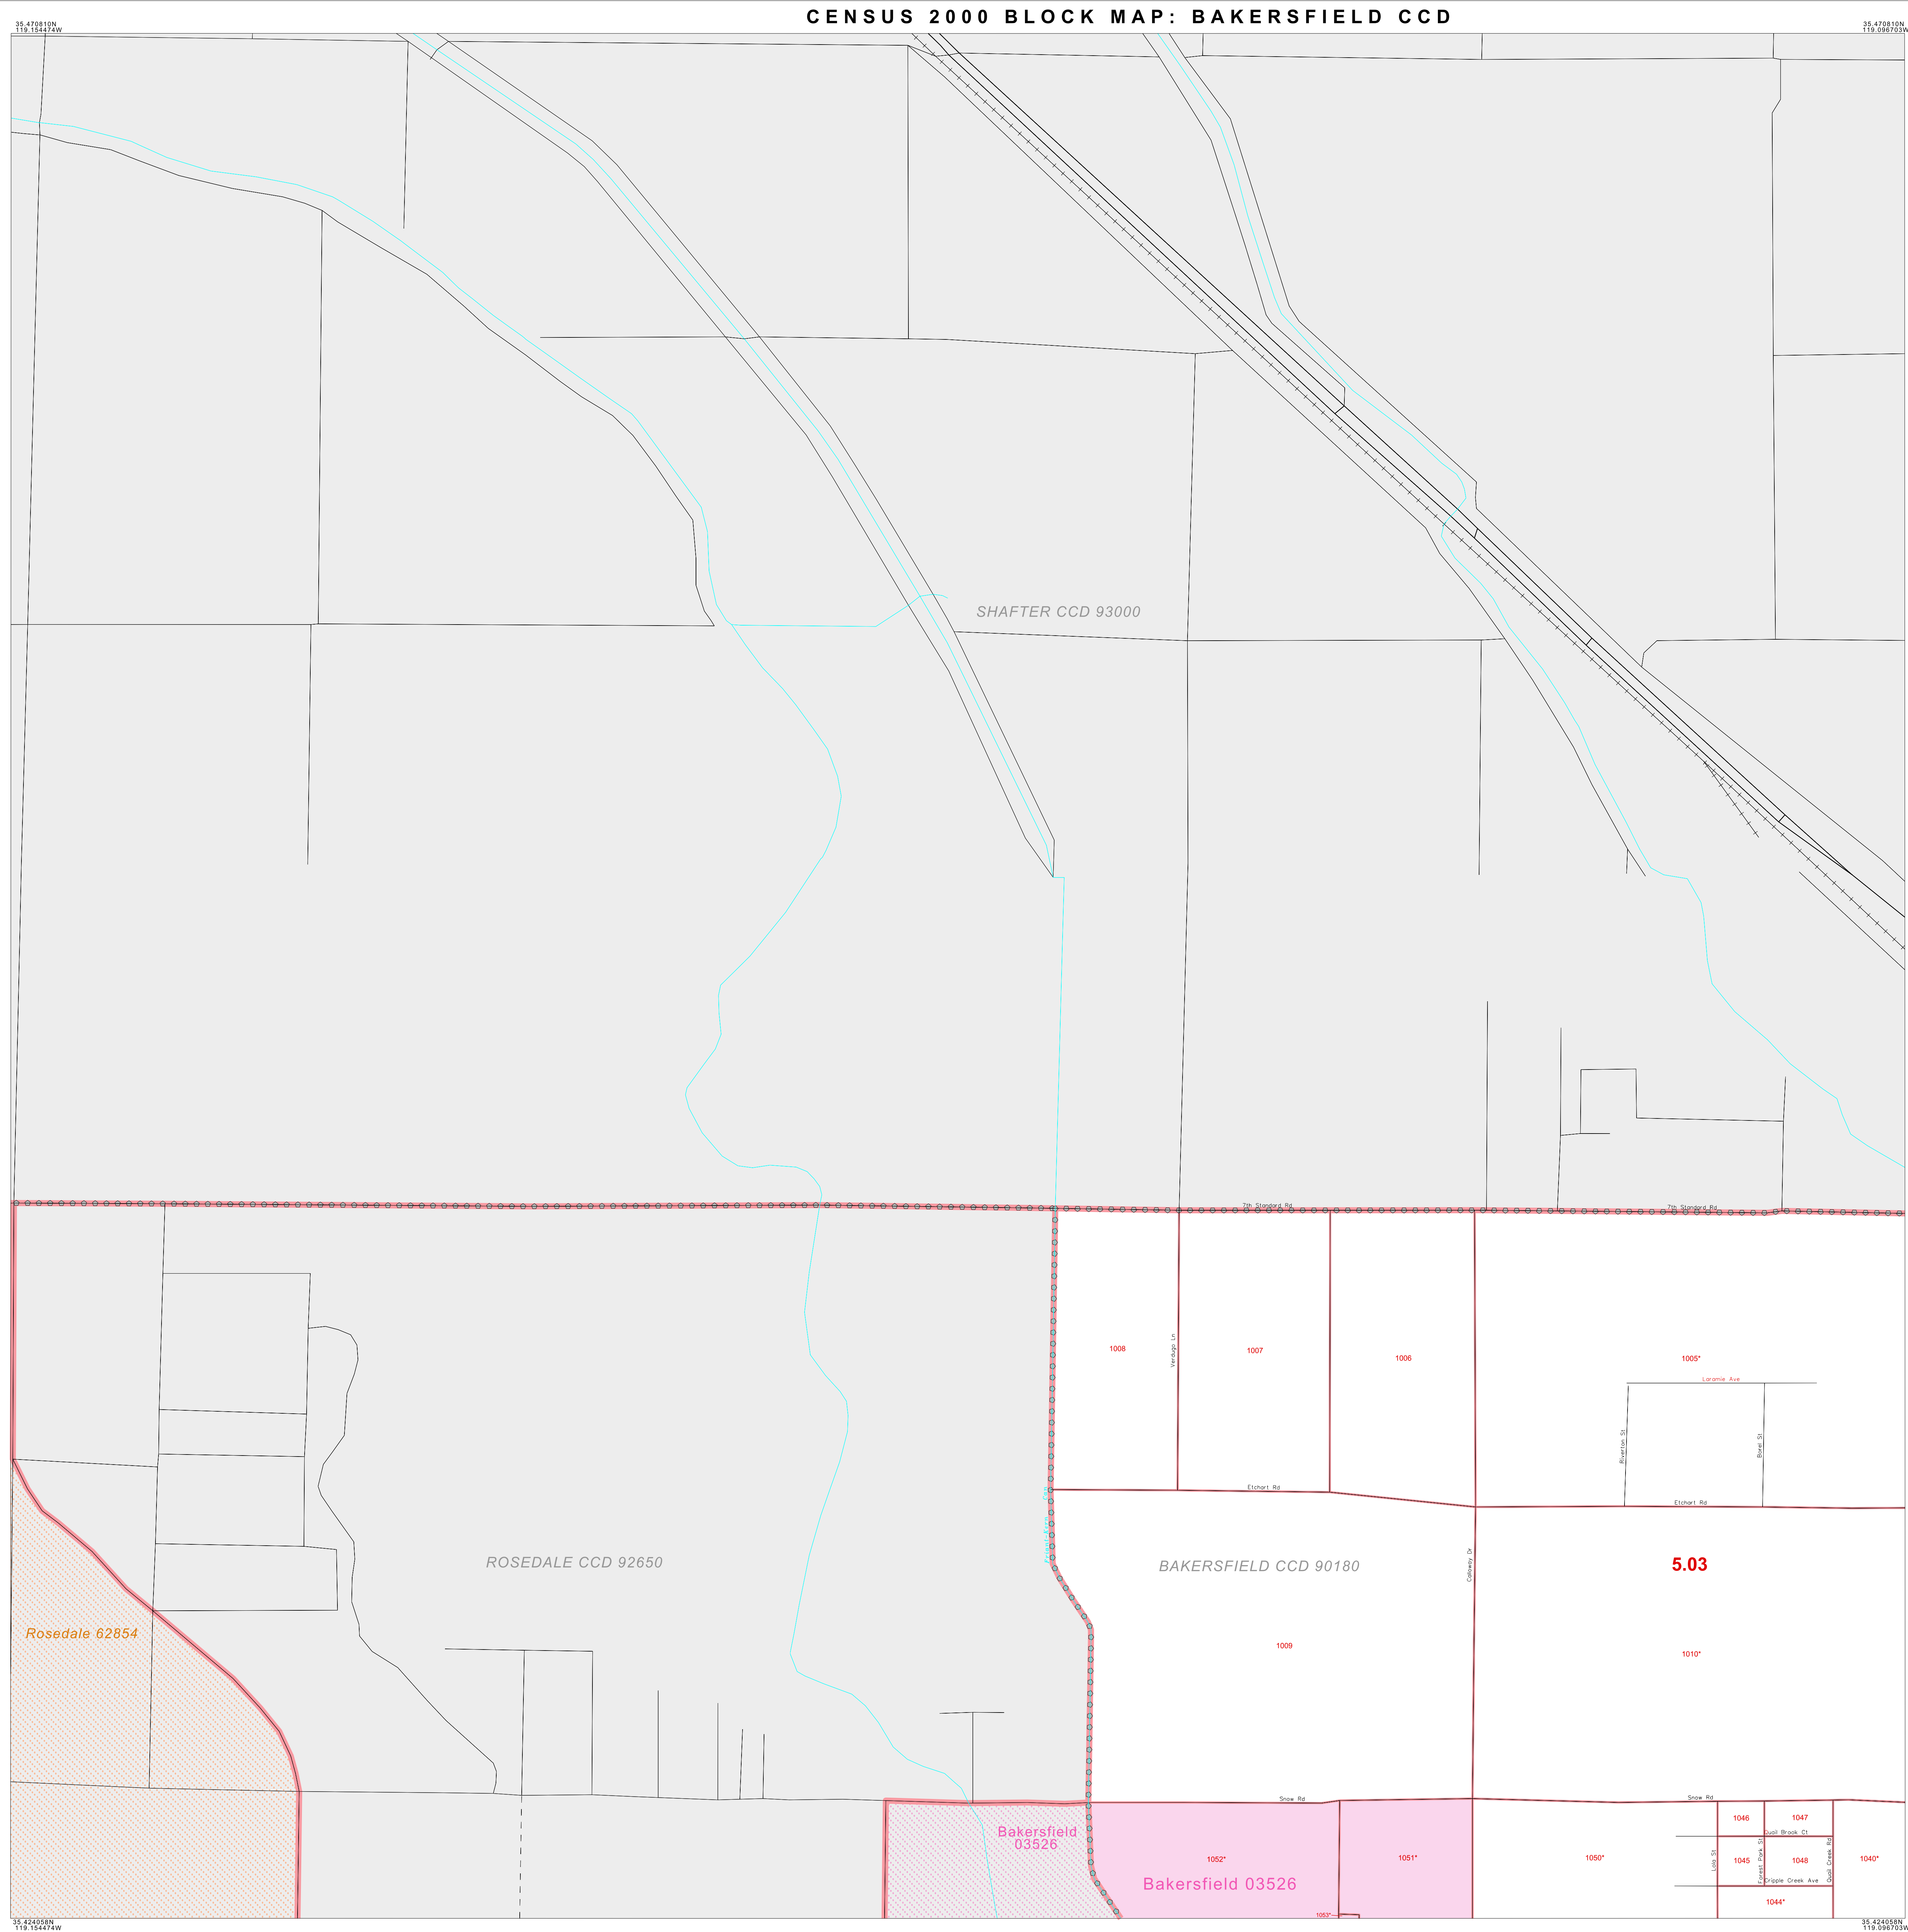 CENSUS 2000 BLOCK MAP: BAKERSFIELD CCD
35.470810N
119.154474W
35.470810N
119.096703W
SHAFTER CCD 93000
7th Standard Rd
7th Standard Rd
1008
Verdugo Ln
1007
1006
1005*
Laramie Ave
Riverton St
Borel St
Etchart Rd
Etchart Rd
Friant-Kern Can
ROSEDALE CCD 92650
BAKERSFIELD CCD 90180
Calloway Dr
5.03
Rosedale 62854
1009
1010*
Snow Rd
Snow Rd
Bakersfield
03526
1052*
Bakersfield 03526
1051*
1053*
1050*
Lola St
1046
1047
Quail Brook Ct
Forest Park St
1045
1048
Quail Creek Rd
Cripple Creek Ave
1040*
1044*
35.424058N
119.154474W
35.424058N
119.096703W